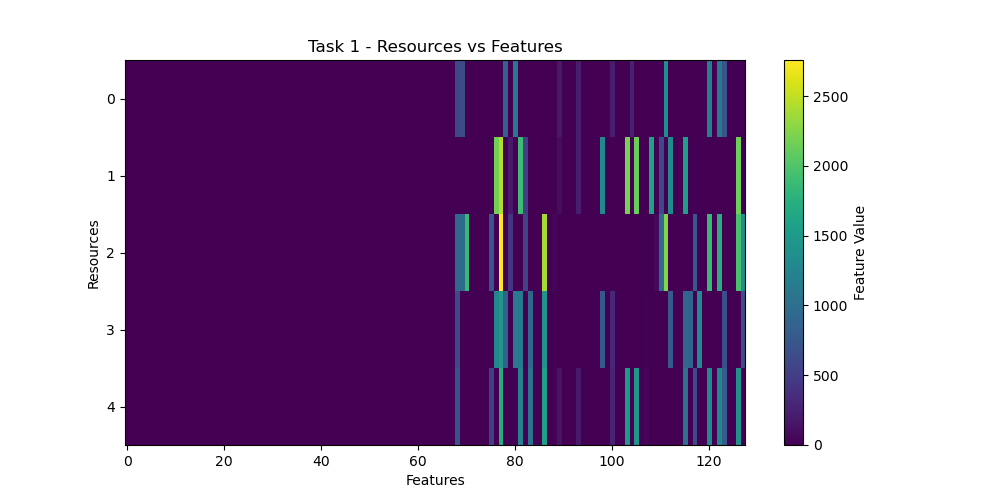 Task 1 - Resources vs Features
Resources
0
1
2
3
4
0 20 40 60 80 100 120
Features
2500
2000
1500
1000
500
0
Feature Value